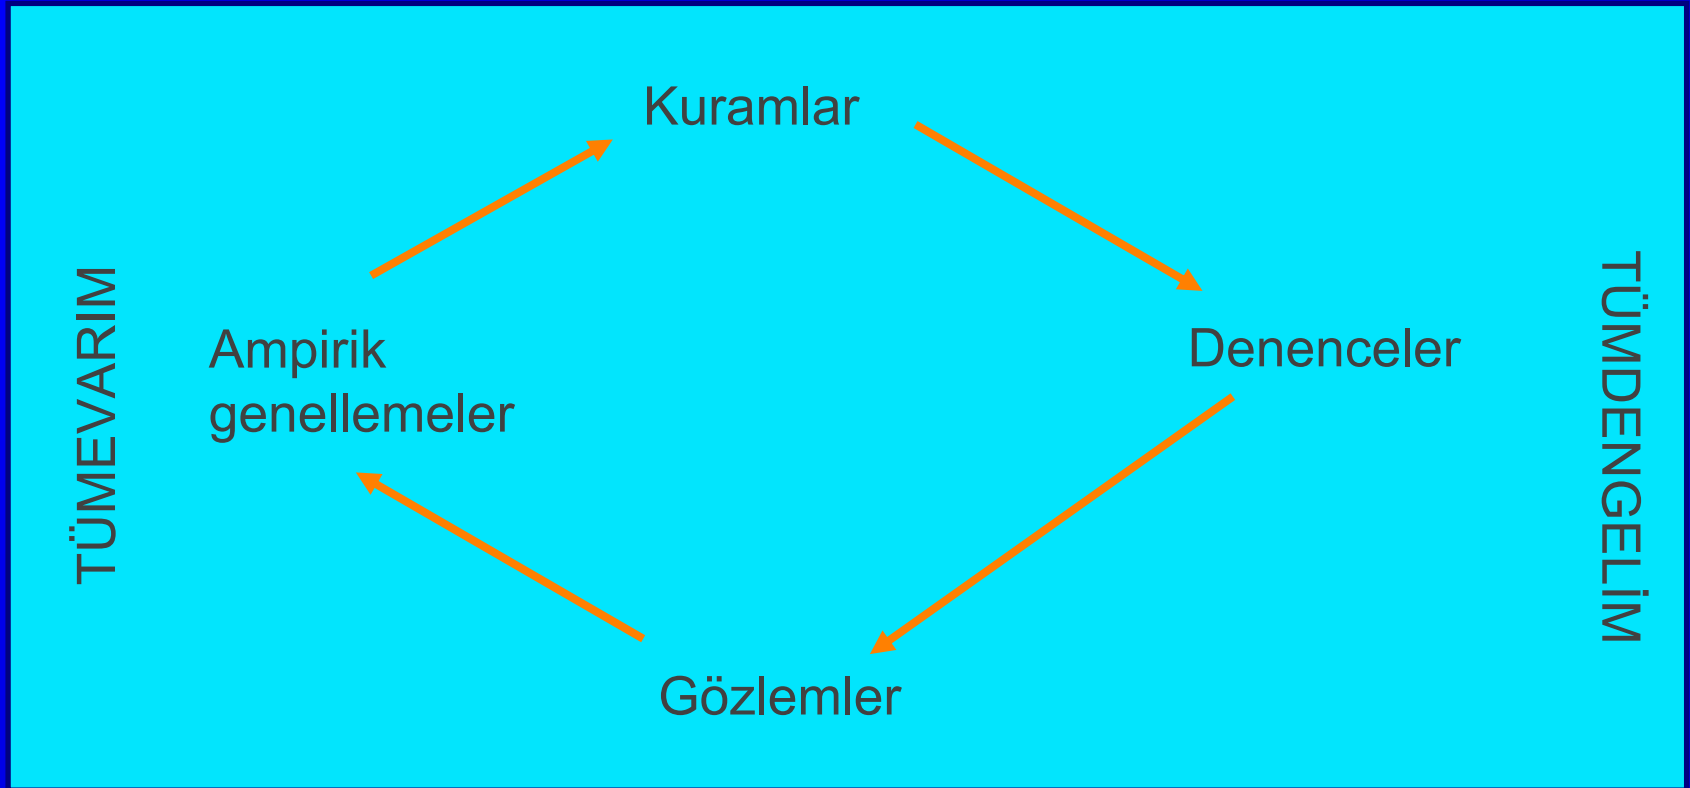 Kuramlar
TÜMEVARIM
Ampirik
genellemeler
Denenceler
TÜMDENGELİM
Gözlemler